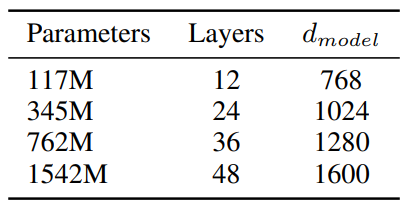 Parameters Layers d_model
117M 12 768
345M 24 1024
762M 36 1280
1542M 48 1600